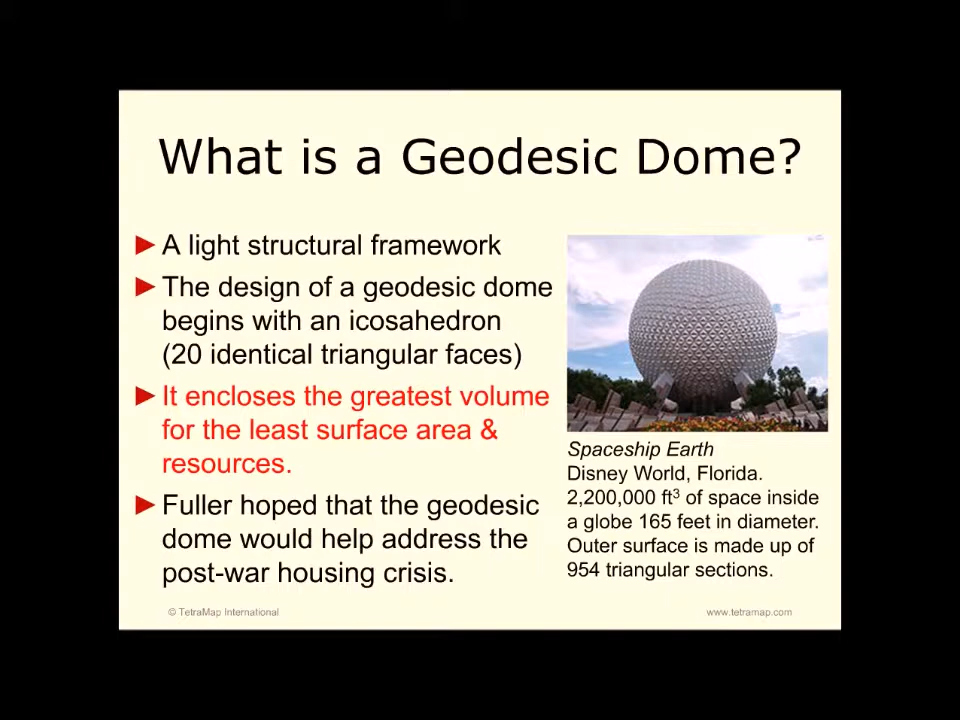 What is a Geodesic Dome?
►A light structural framework
►The design of a geodesic dome
begins with an icosahedron
(20 identical triangular faces)
►It encloses the greatest volume
for the least surface area &
resources.
►Fuller hoped that the geodesic
dome would help address the
post-war housing crisis.
Spaceship Earth
Disney World, Florida.
2,200,000 ft³ of space inside
a globe 165 feet in diameter.
Outer surface is made up of
954 triangular sections.
© TetraMap International
www.tetramap.com